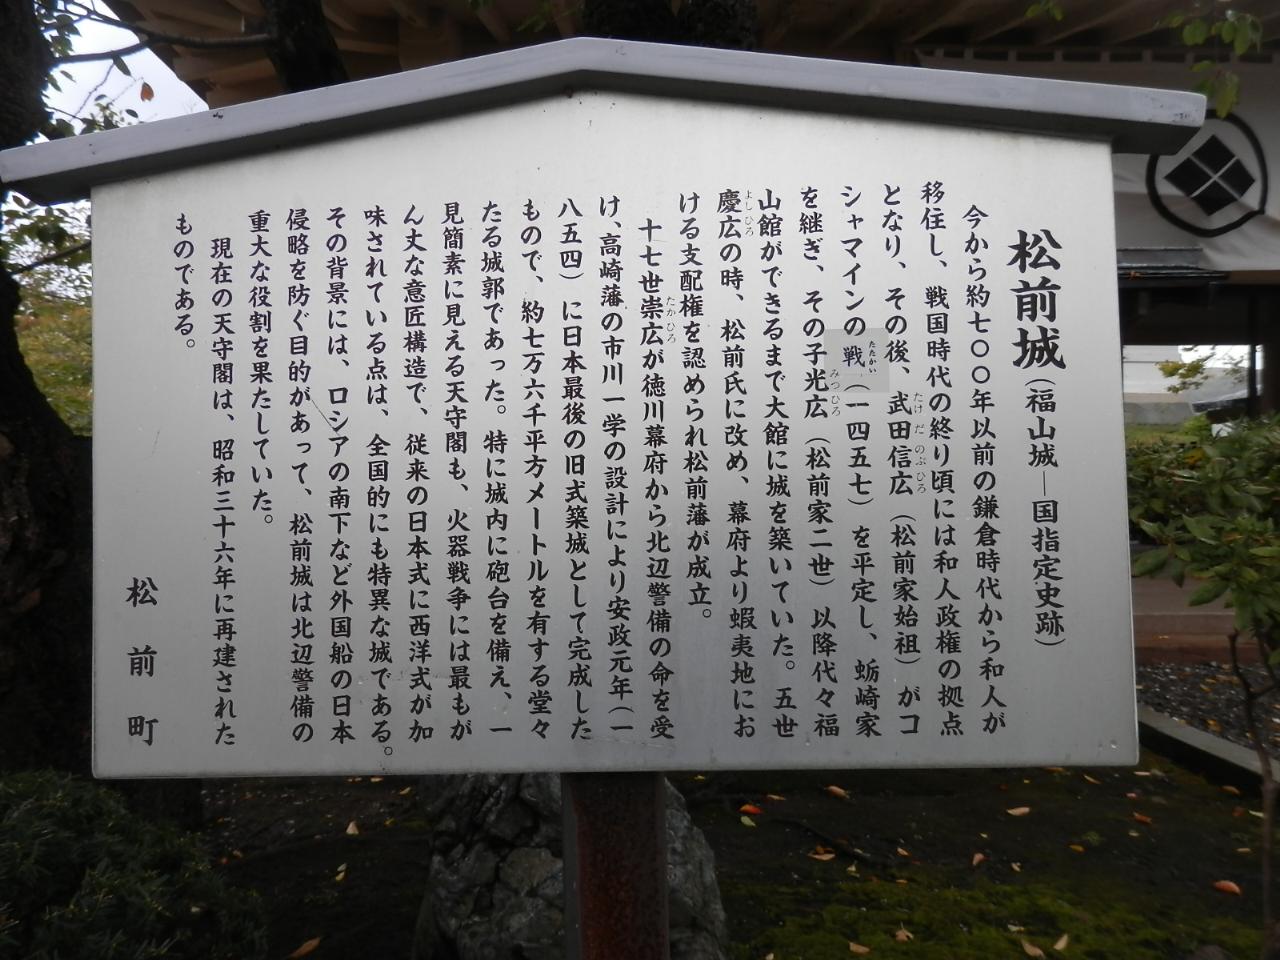 松前城（福山城―国指定史跡）
今から約七〇〇年以前の鎌倉時代から和人が
移住し、戦国時代の終り頃には和人政権の拠点
となり、その後、武田信広（松前家始祖）がコ
シャマインの戦（一四五七）を平定し、蛎崎家
を継ぎ、その子光広（松前家二世）以降代々福
山館ができるまで大館に城を築いていた。五世
慶広の時、松前氏に改め、幕府より蝦夷地にお
ける支配権を認められ松前藩が成立。
十七世崇広が徳川幕府から北辺警備の命を受
け、高崎藩の市川一学の設計により安政元年（一
八五四）に日本最後の旧式築城として完成した
もので、約七万六千平方メートルを有する堂々
たる城郭であった。特に城内に砲台を備え、一
見簡素に見える天守閣も、火器戦争には最もが
ん丈な意匠構造で、従来の日本式に西洋式が加
味されている点は、全国的にも特異な城である。
その背景には、ロシアの南下など外国船の日本
侵略を防ぐ目的があって、松前城は北辺警備の
重大な役割を果たしていた。
現在の天守閣は、昭和三十六年に再建された
ものである。
松前町